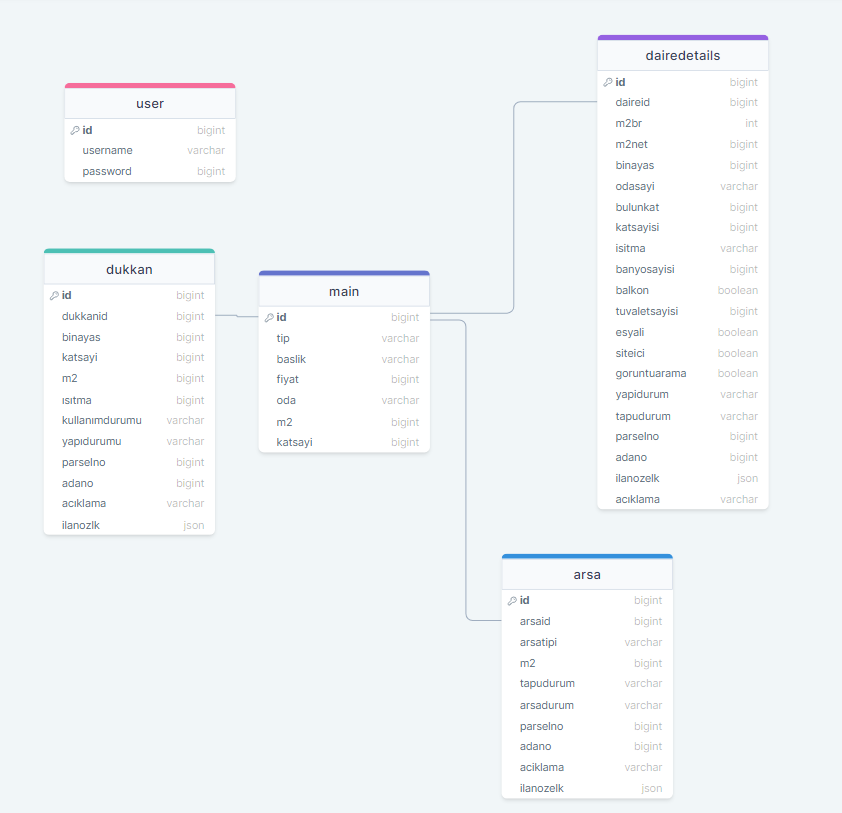 user
id bigint
username varchar
password bigint
dukkan
id bigint
dukkanid bigint
binayas bigint
katsayi bigint
m2 bigint
ısıtma bigint
kullanımdurumu varchar
yapıdurumu varchar
parselno bigint
adano bigint
acıklama varchar
ilanozlk json
main
id bigint
tip varchar
baslik varchar
fiyat bigint
oda varchar
m2 bigint
katsayi bigint
dairedetails
id bigint
daireid bigint
m2br int
m2net bigint
binayas bigint
odasayi varchar
bulunkat bigint
katsayisi bigint
isitma varchar
banyosayisi bigint
balkon boolean
tuvaletsayisi bigint
esyali boolean
siteici boolean
goruntuarama boolean
yapidurum varchar
tapudurum varchar
parselno bigint
adano bigint
ilanozelk json
acıklama varchar
arsa
id bigint
arsaid bigint
arsatipi varchar
m2 bigint
tapudurum varchar
arsadurum varchar
parselno bigint
adano bigint
aciklama varchar
ilanozelk json